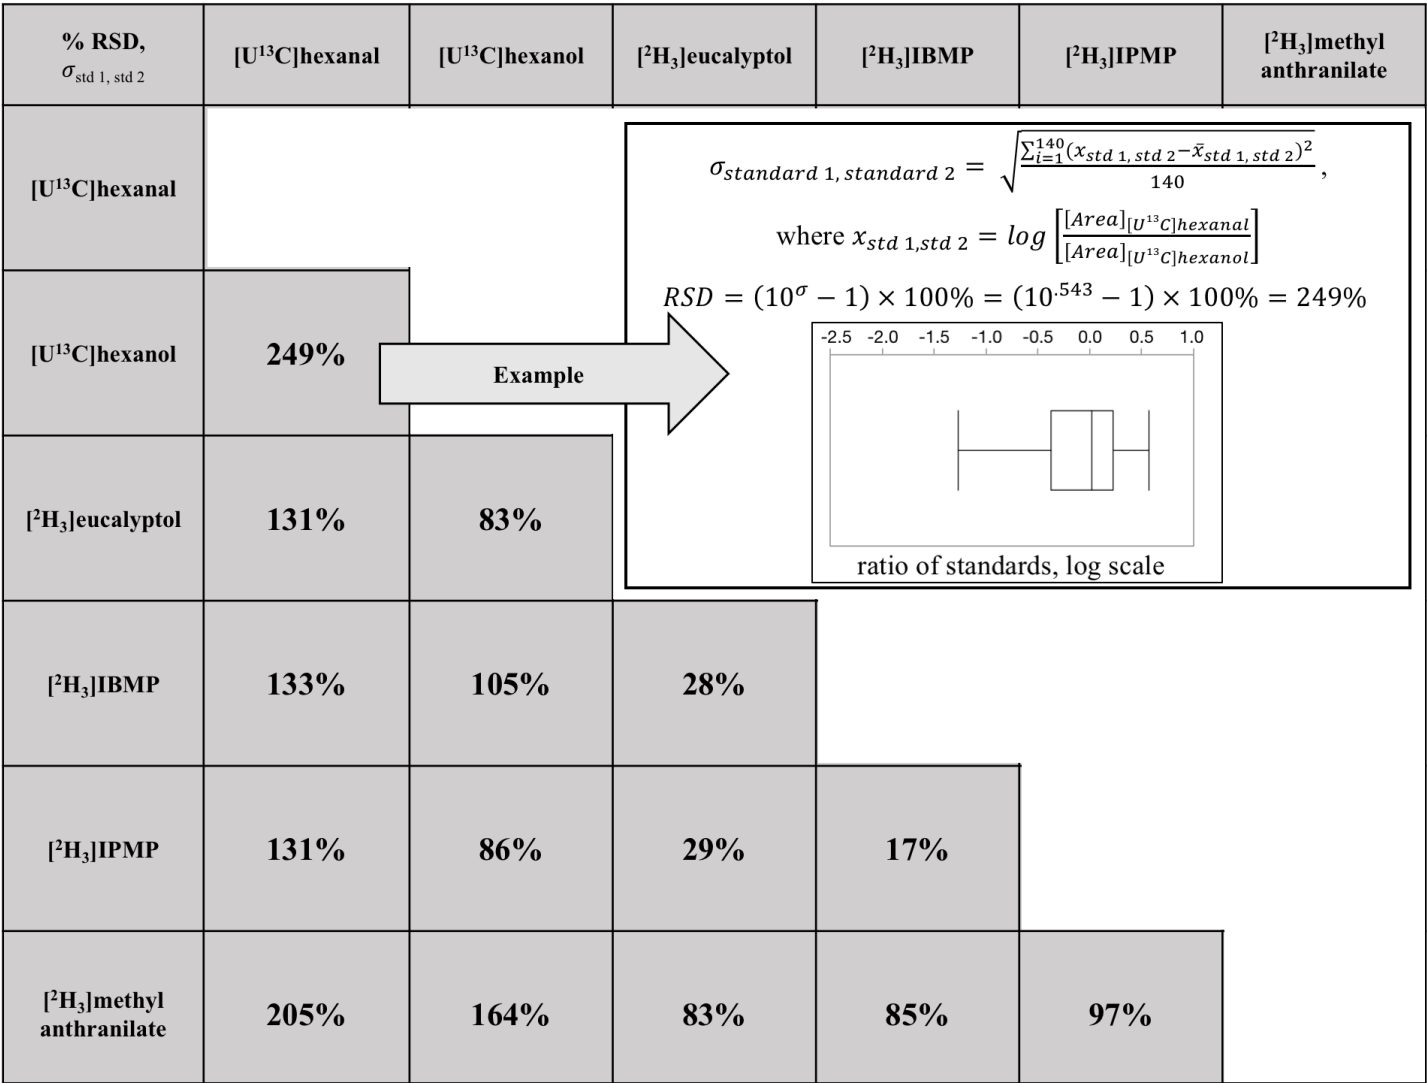 % RSD,
σstd 1, std 2
[U¹³C]hexanal
[U¹³C]hexanol
[²H₃]eucalyptol
[²H₃]IBMP
[²H₃]IPMP
[²H₃]methyl
anthranilate
[U¹³C]hexanal
σstandard 1, standard 2 = √(∑i=1^140 (xstd 1, std 2−x̄std 1, std 2)² / 140) ,
where xstd 1,std 2 = log [[Area][U¹³C]hexanal / [Area][U¹³C]hexanol]
RSD = (10^σ − 1) × 100% = (10^.543 − 1) × 100% = 249%
[U¹³C]hexanol
249%
Example
-2.5 -2.0 -1.5 -1.0 -0.5 0.0 0.5 1.0
ratio of standards, log scale
[²H₃]eucalyptol
131%
83%
[²H₃]IBMP
133%
105%
28%
[²H₃]IPMP
131%
86%
29%
17%
[²H₃]methyl
anthranilate
205%
164%
83%
85%
97%